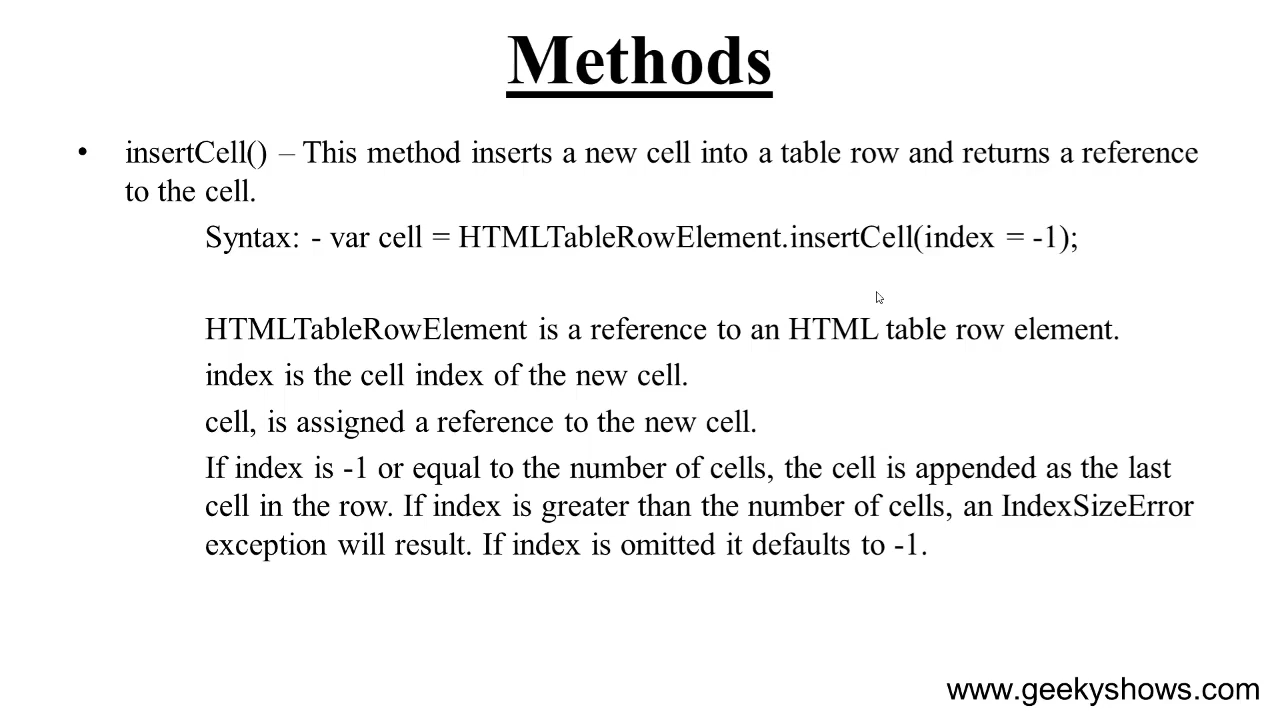 Methods
• insertCell() – This method inserts a new cell into a table row and returns a reference
to the cell.
Syntax: - var cell = HTMLTableRowElement.insertCell(index = -1);
HTMLTableRowElement is a reference to an HTML table row element.
index is the cell index of the new cell.
cell, is assigned a reference to the new cell.
If index is -1 or equal to the number of cells, the cell is appended as the last
cell in the row. If index is greater than the number of cells, an IndexSizeError
exception will result. If index is omitted it defaults to -1.
www.geekyshows.com